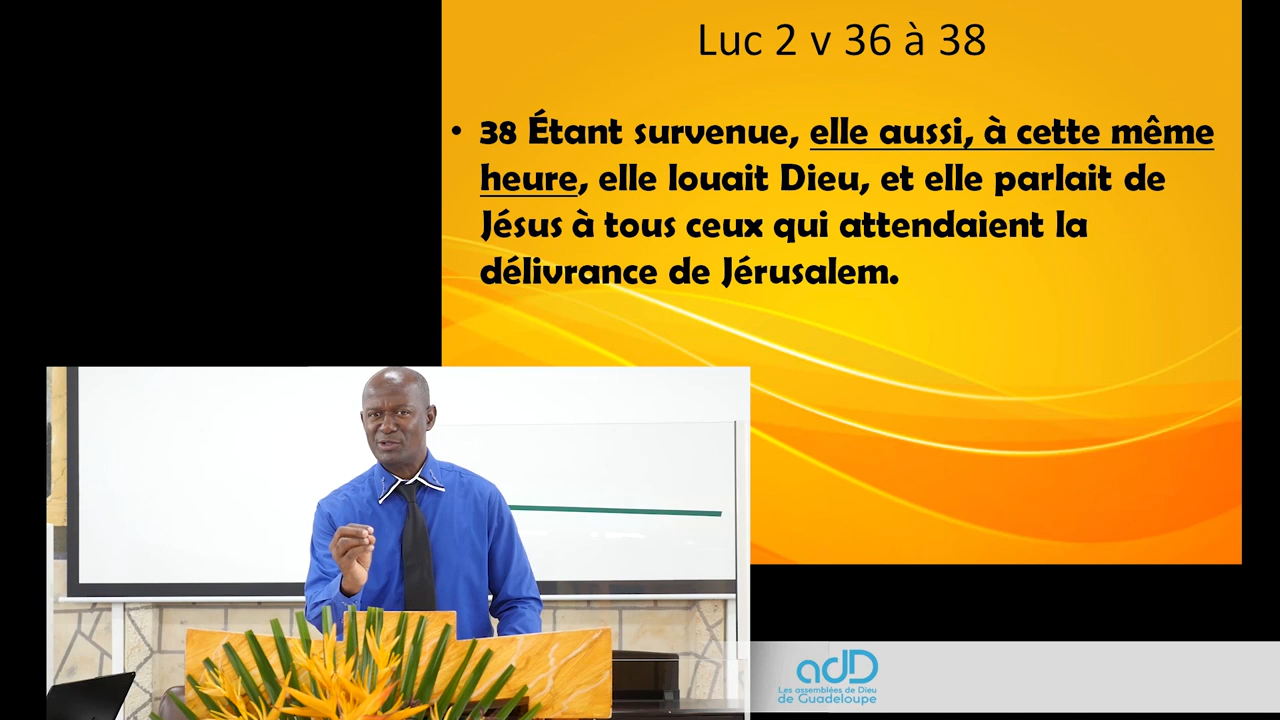 Luc 2 v 36 à 38
• 38 Étant survenue, elle aussi, à cette même
heure, elle louait Dieu, et elle parlait de
Jésus à tous ceux qui attendaient la
délivrance de Jérusalem.
adD
Les assemblées de Dieu
de Guadeloupe